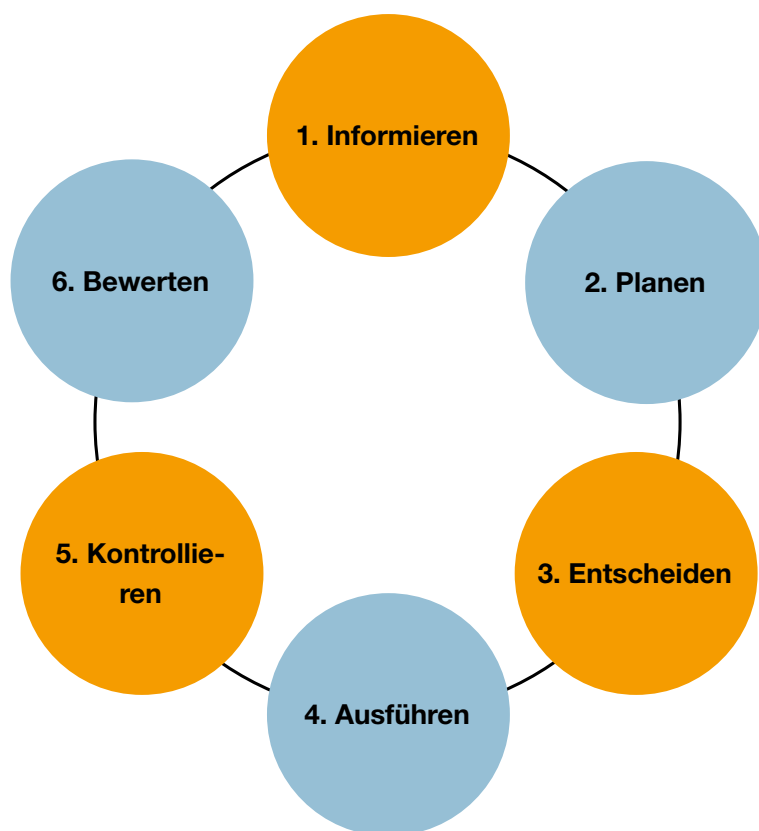 1. Informieren
2. Planen
3. Entscheiden
4. Ausführen
5. Kontrollie-
ren
6. Bewerten